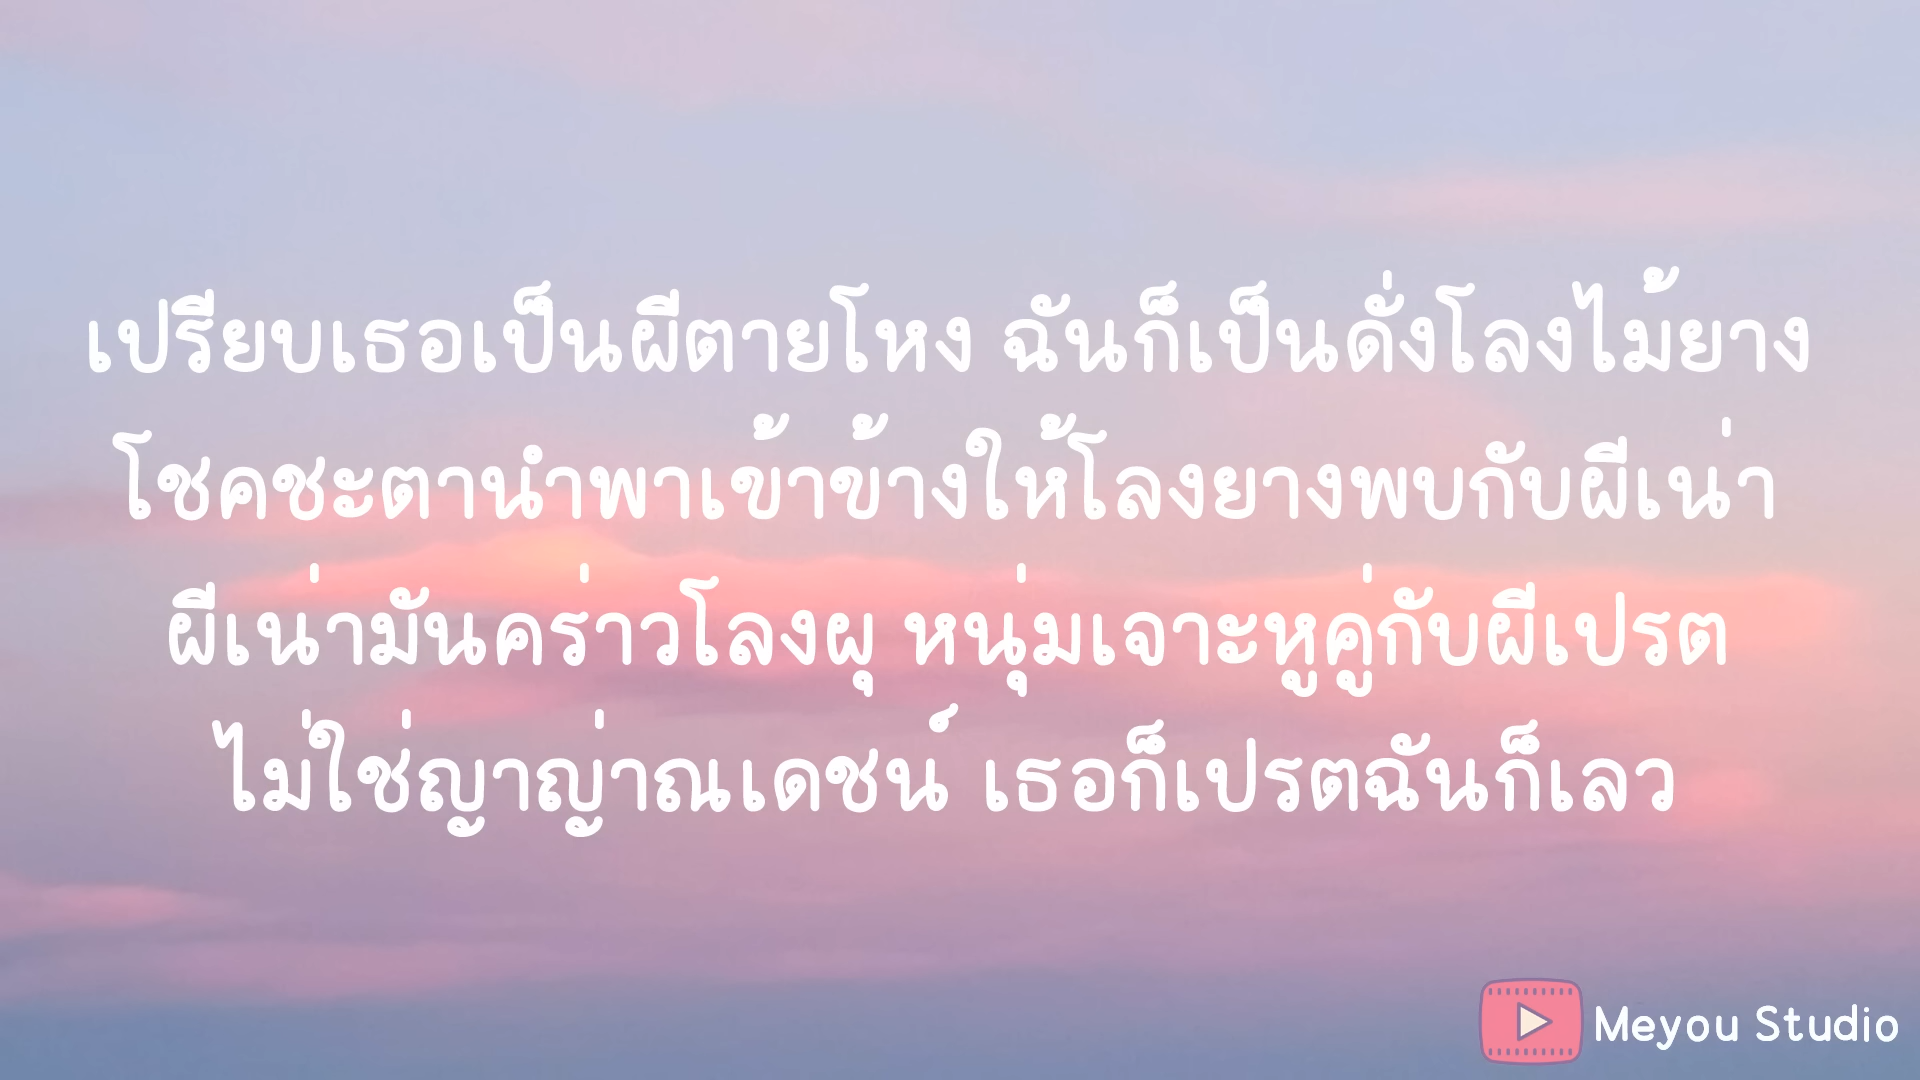 เปรียบเธอเป็นผีตายโหง ฉันก็เป็นดั่งโลงไม้ยาง
โชคชะตานำพาเข้าข้างให้โลงยางพบกับผีเน่า
ผีเน่ามันคร่าวโลงผุ หนุ่มเจาะหูคู่กับผีเปรต
ไม่ใช่ญาญ่าณเดชน์ เธอก็เปรตฉันก็เลว
Meyou Studio